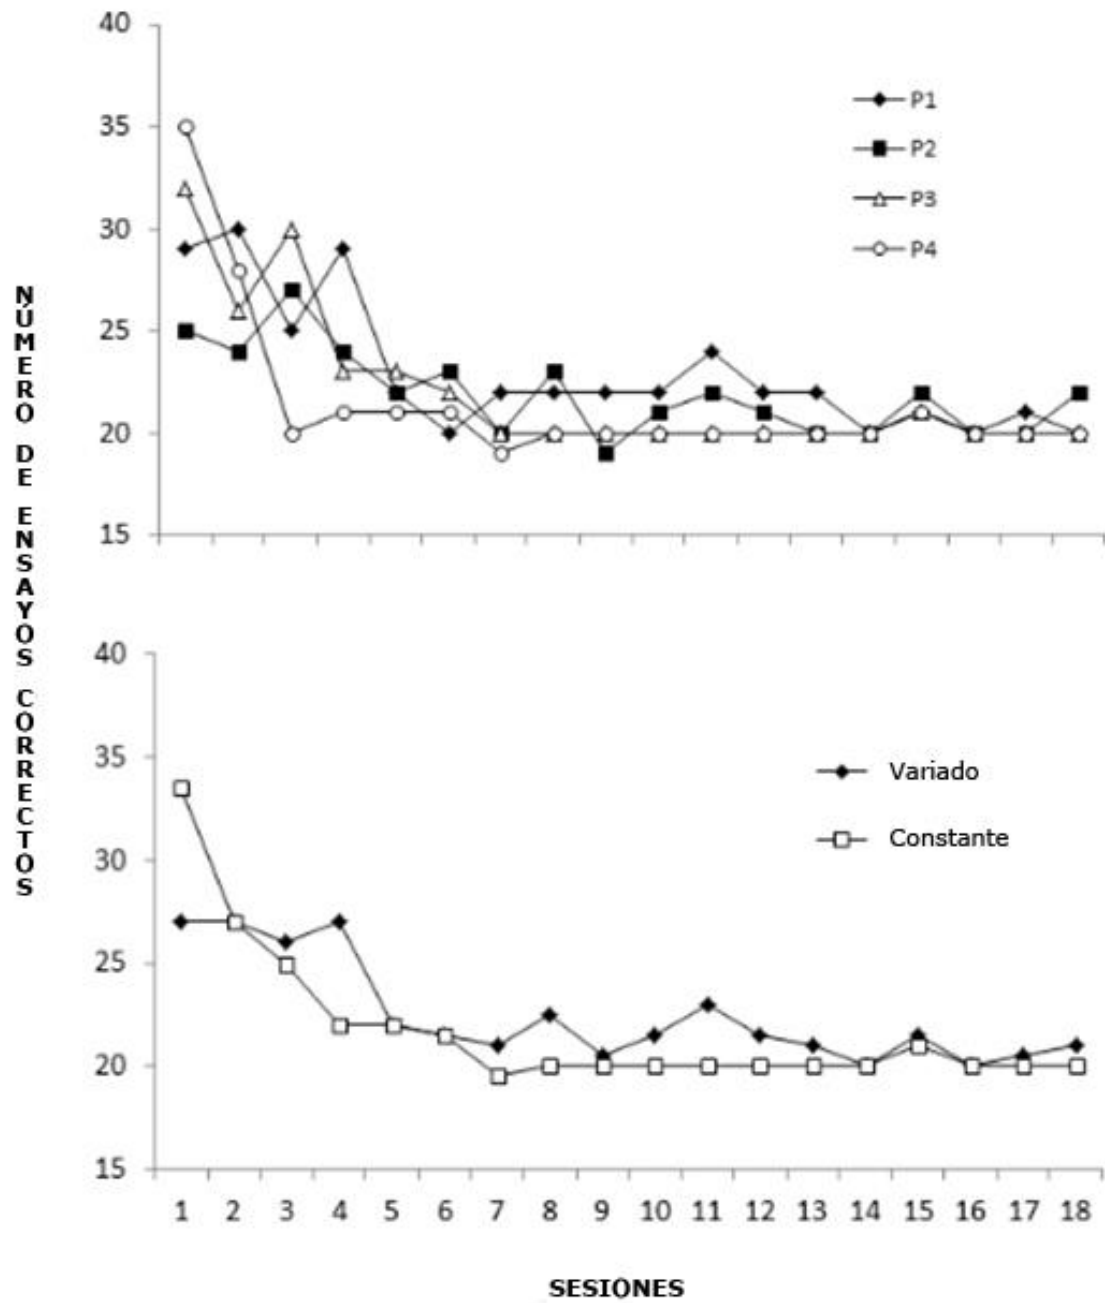 NÚMERO DE ENSAYOS CORRECTOS
40
35
30
25
20
15
P1
P2
P3
P4
40
35
30
25
20
15
Variado
Constante
1 2 3 4 5 6 7 8 9 10 11 12 13 14 15 16 17 18
SESIONES